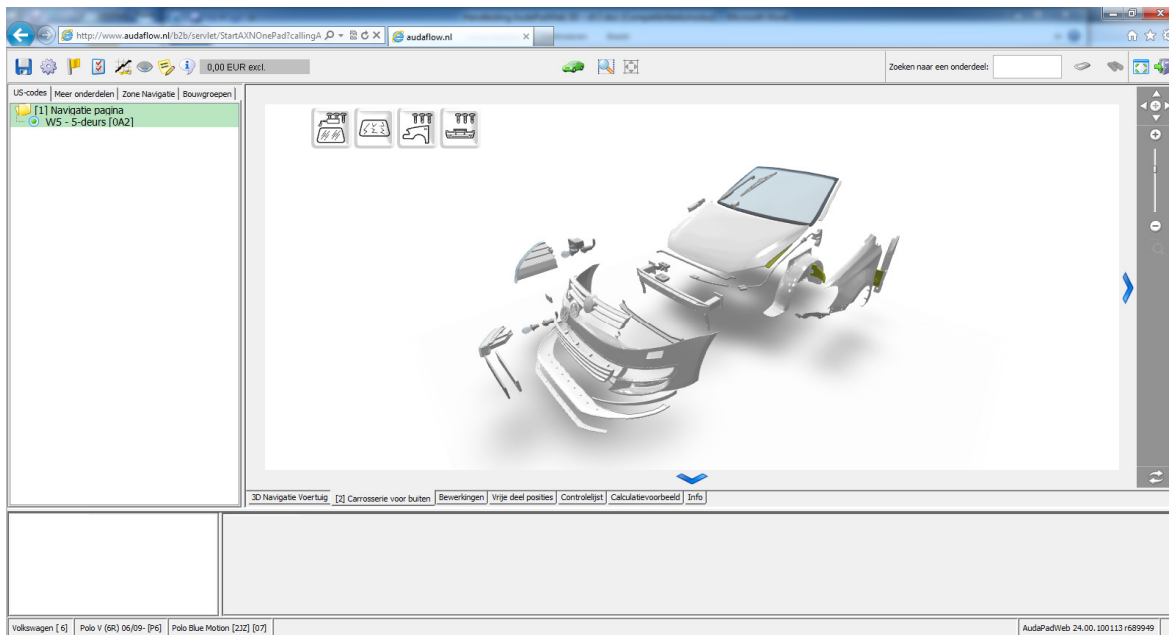 http://www.audaflow.nl/b2b/servlet/StartAXNOnePad?callingA
audaflow.nl
0,00 EUR excl.
Zoeken naar een onderdeel:
US-codes Meer onderdelen Zone Navigatie Bouwgroepen
[1] Navigatie pagina
W5 - 5-deurs [0A2]
3D Navigatie Voertuig [2] Carrosserie voor buiten Bewerkingen Vrije deel posities Controlelijst Calculatievoorbeeld Info
Volkswagen [ 6] Polo V (6R) 06/09- [P6] Polo Blue Motion [2JZ] [07] AudaPadWeb 24.00.100113 r689949